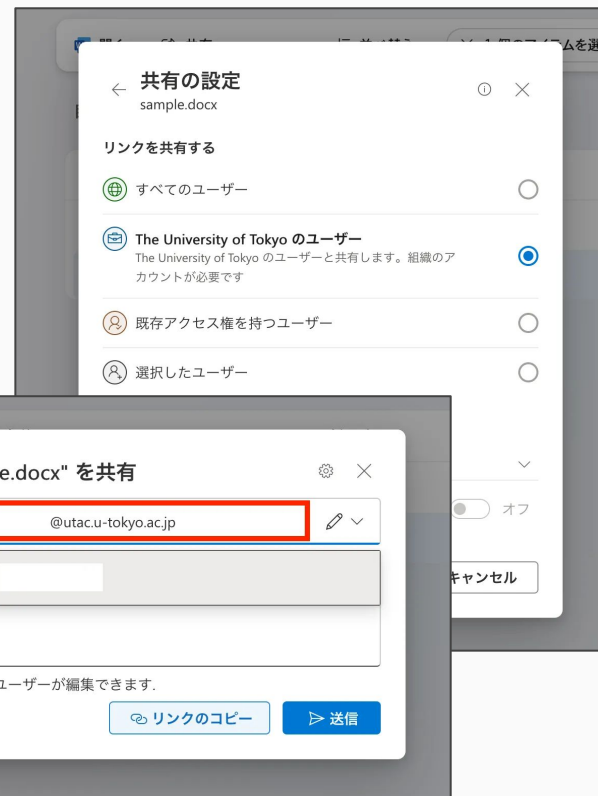 共有の設定
sample.docx
リンクを共有する
すべてのユーザー
The University of Tokyo のユーザー
The University of Tokyo のユーザーと共有します。組織のア
カウントが必要です
既存アクセス権を持つユーザー
選択したユーザー
オフ
キャンセル
e.docx" を共有
@utac.u-tokyo.ac.jp
ユーザーが編集できます.
リンクのコピー
送信